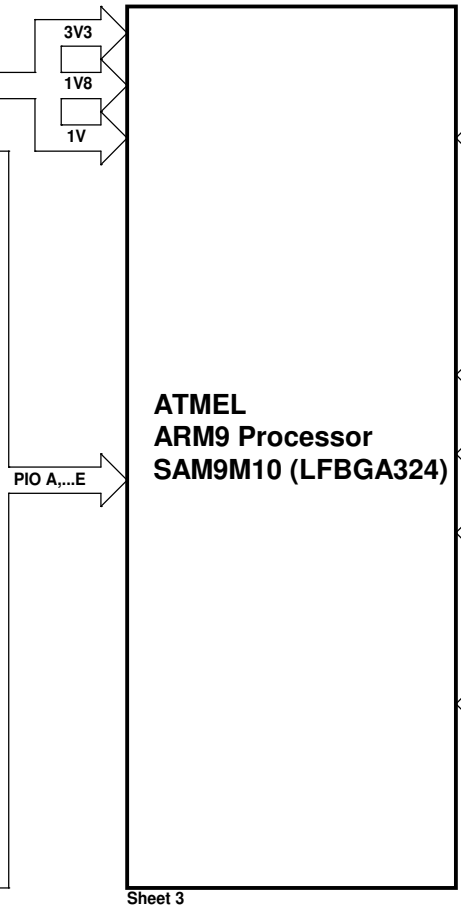 3V3
1V8
1V
ATMEL
ARM9 Processor
SAM9M10 (LFBGA324)
PIO A,...E
Sheet 3